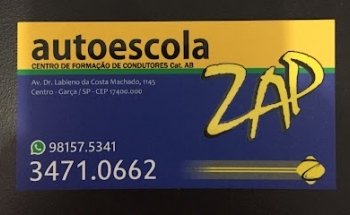 autoescola
CENTRO DE FORMAÇÃO DE CONDUTORES Cat. AB
Av. Dr. Labieno da Costa Machado, 1145
Centro - Garça / SP - CEP 17400.000
ZAP
98157.5341
3471.0662